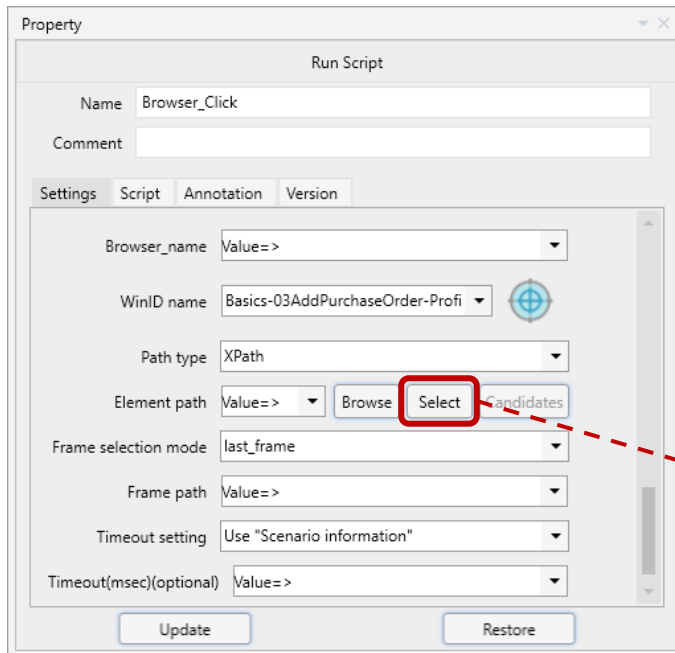 Property
Run Script
Name Browser_Click
Comment
Settings Script Annotation Version
Browser_name Value=>
WinID name Basics-03AddPurchaseOrder-Profi
Path type XPath
Element path Value=> Browse Select Candidates
Frame selection mode last_frame
Frame path Value=>
Timeout setting Use "Scenario information"
Timeout(msec)(optional) Value=>
Update Restore